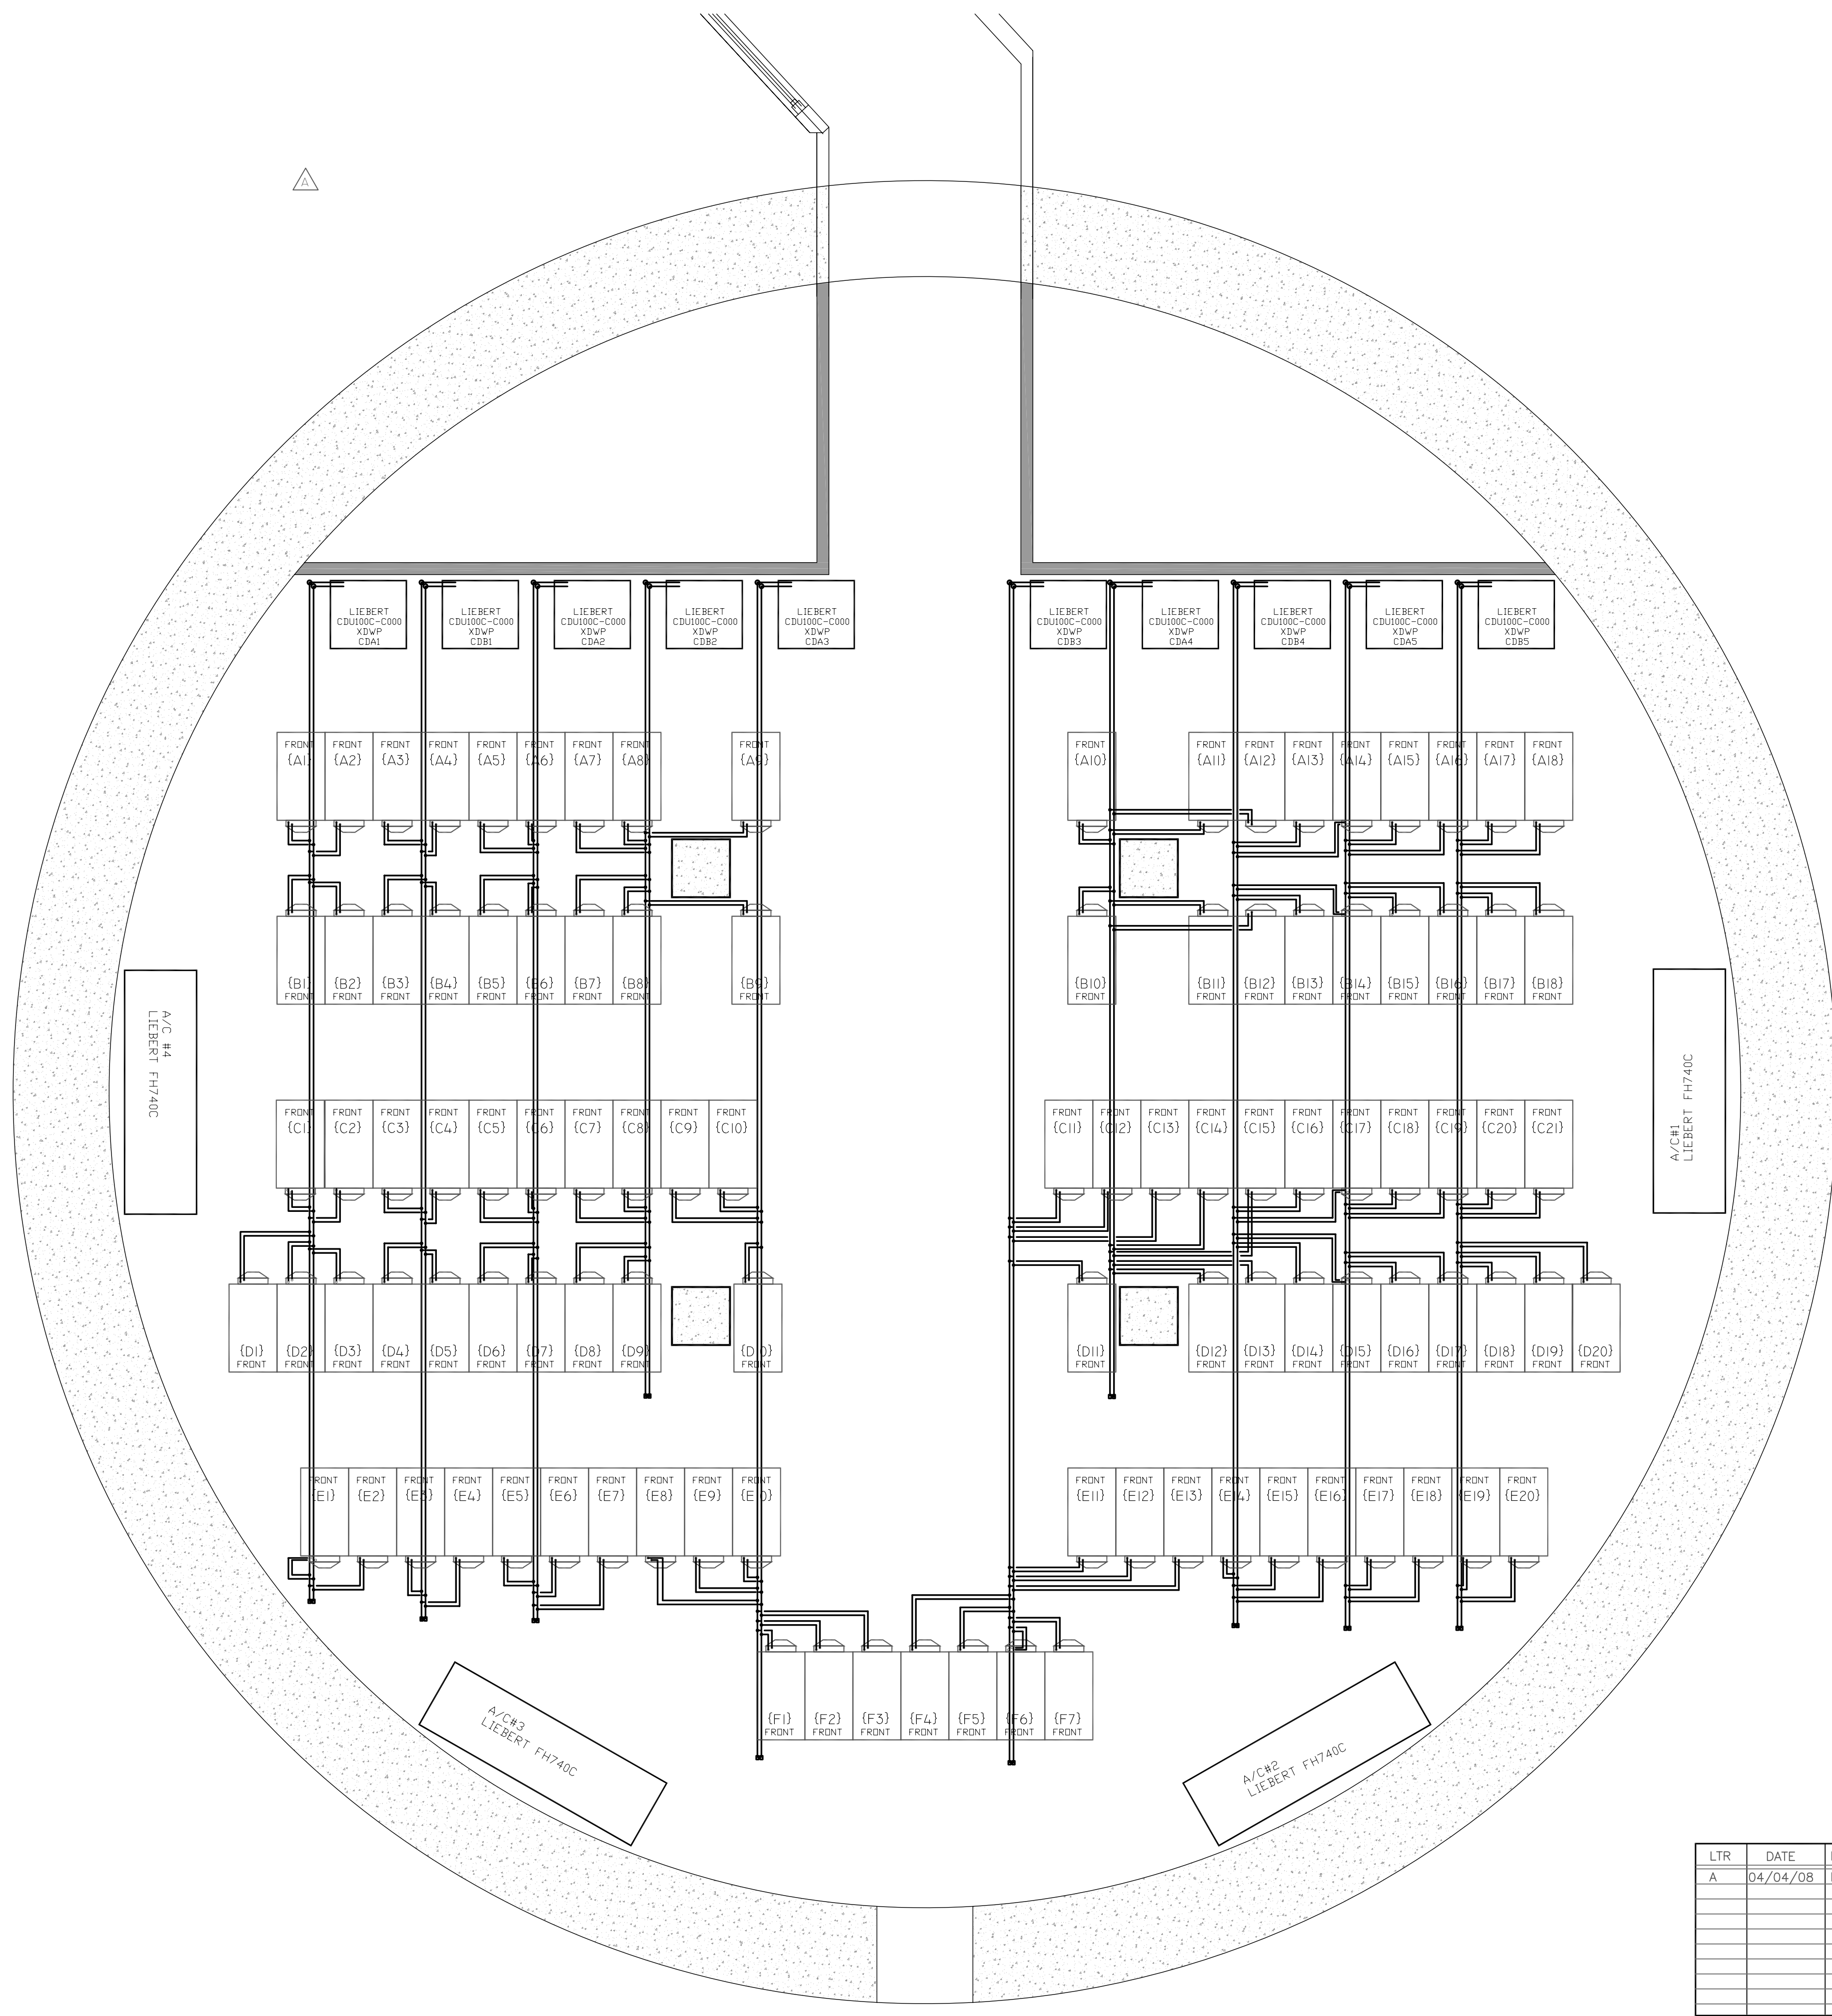 A
LIEBERT
CDU100C-C000
XDWP
CDA1
LIEBERT
CDU100C-C000
XDWP
CDB1
LIEBERT
CDU100C-C000
XDWP
CDA2
LIEBERT
CDU100C-C000
XDWP
CDB2
LIEBERT
CDU100C-C000
XDWP
CDA3
LIEBERT
CDU100C-C000
XDWP
CDB3
LIEBERT
CDU100C-C000
XDWP
CDA4
LIEBERT
CDU100C-C000
XDWP
CDB4
LIEBERT
CDU100C-C000
XDWP
CDA5
LIEBERT
CDU100C-C000
XDWP
CDB5
FRONT FRONT FRONT FRONT FRONT FRONT FRONT FRONT FRONT FRONT FRONT FRONT FRONT FRONT FRONT FRONT FRONT FRONT
{A1} {A2} {A3} {A4} {A5} {A6} {A7} {A8} {A9} {A10} {A11} {A12} {A13} {A14} {A15} {A16} {A17} {A18}
{B1} {B2} {B3} {B4} {B5} {B6} {B7} {B8} {B9} {B10} {B11} {B12} {B13} {B14} {B15} {B16} {B17} {B18}
FRONT FRONT FRONT FRONT FRONT FRONT FRONT FRONT FRONT FRONT FRONT FRONT FRONT FRONT FRONT FRONT FRONT FRONT
A/C #4
LIEBERT FH740C
A/C#1
LIEBERT FH740C
FRONT FRONT FRONT FRONT FRONT FRONT FRONT FRONT FRONT FRONT FRONT FRONT FRONT FRONT FRONT FRONT FRONT FRONT FRONT FRONT FRONT
{C1} {C2} {C3} {C4} {C5} {C6} {C7} {C8} {C9} {C10} {C11} {C12} {C13} {C14} {C15} {C16} {C17} {C18} {C19} {C20} {C21}
{D1} {D2} {D3} {D4} {D5} {D6} {D7} {D8} {D9} {D10} {D11} {D12} {D13} {D14} {D15} {D16} {D17} {D18} {D19} {D20}
FRONT FRONT FRONT FRONT FRONT FRONT FRONT FRONT FRONT FRONT FRONT FRONT FRONT FRONT FRONT FRONT FRONT FRONT FRONT FRONT
FRONT FRONT FRONT FRONT FRONT FRONT FRONT FRONT FRONT FRONT FRONT FRONT FRONT FRONT FRONT FRONT FRONT FRONT FRONT FRONT
{E1} {E2} {E3} {E4} {E5} {E6} {E7} {E8} {E9} {E10} {E11} {E12} {E13} {E14} {E15} {E16} {E17} {E18} {E19} {E20}
{F1} {F2} {F3} {F4} {F5} {F6} {F7}
FRONT FRONT FRONT FRONT FRONT FRONT FRONT
A/C#3
LIEBERT FH740C
A/C#2
LIEBERT FH740C
LTR DATE
A 04/04/08